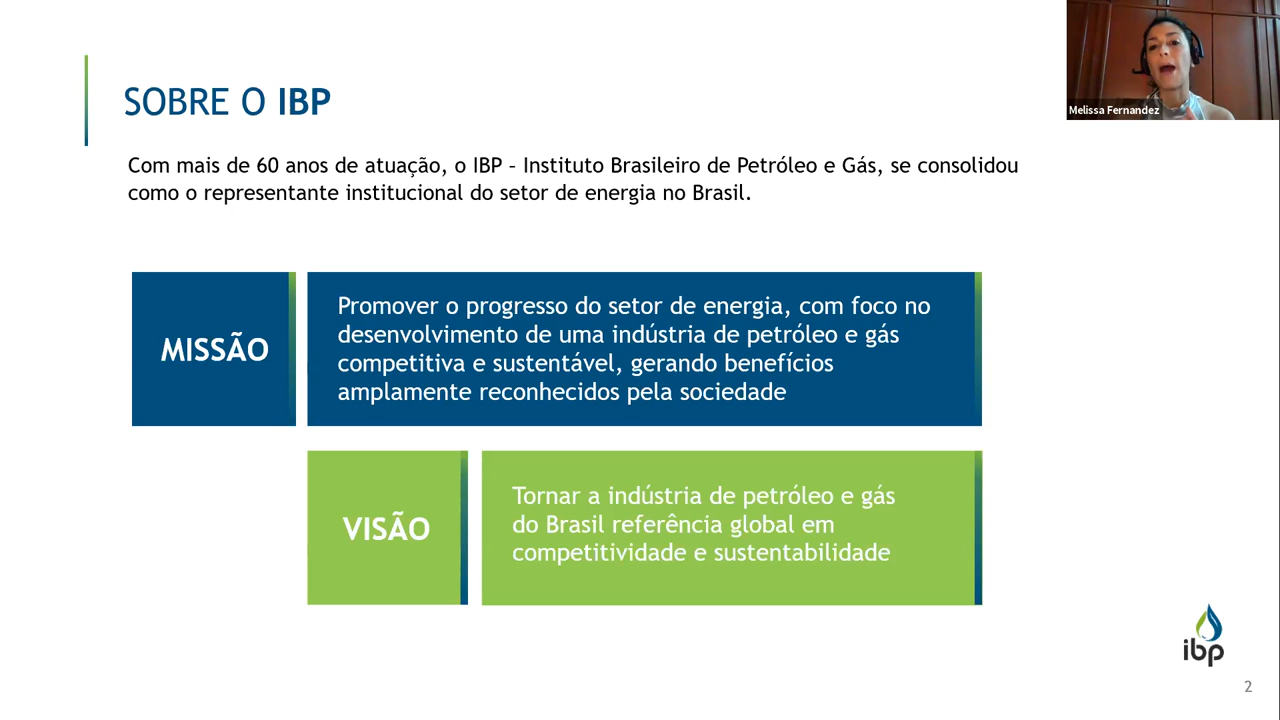 Melissa Fernandez
SOBRE O IBP
Com mais de 60 anos de atuação, o IBP – Instituto Brasileiro de Petróleo e Gás, se consolidou
como o representante institucional do setor de energia no Brasil.
MISSÃO
Promover o progresso do setor de energia, com foco no
desenvolvimento de uma indústria de petróleo e gás
competitiva e sustentável, gerando benefícios
amplamente reconhecidos pela sociedade
VISÃO
Tornar a indústria de petróleo e gás
do Brasil referência global em
competitividade e sustentabilidade
ibp
2